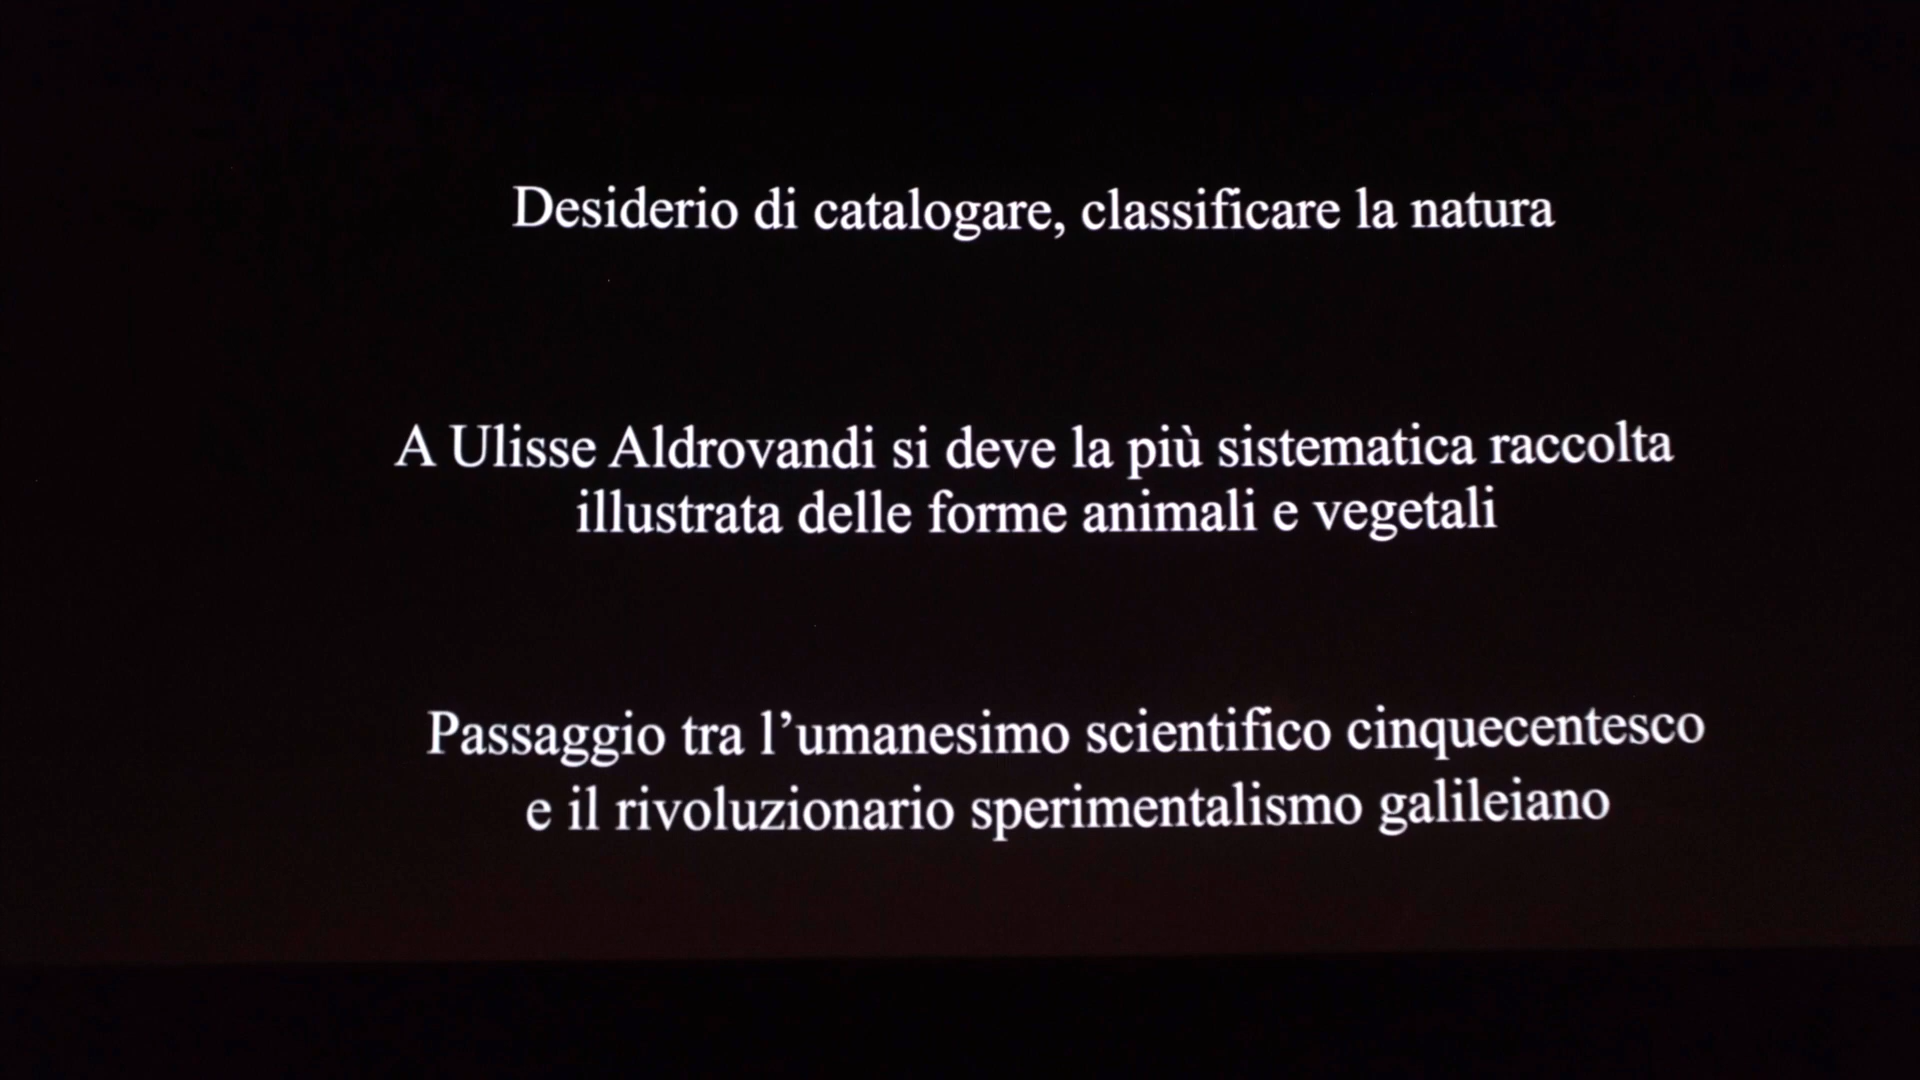 Desiderio di catalogare, classificare la natura
A Ulisse Aldrovandi si deve la più sistematica raccolta
illustrata delle forme animali e vegetali
Passaggio tra l’umanesimo scientifico cinquecentesco
e il rivoluzionario sperimentalismo galileiano